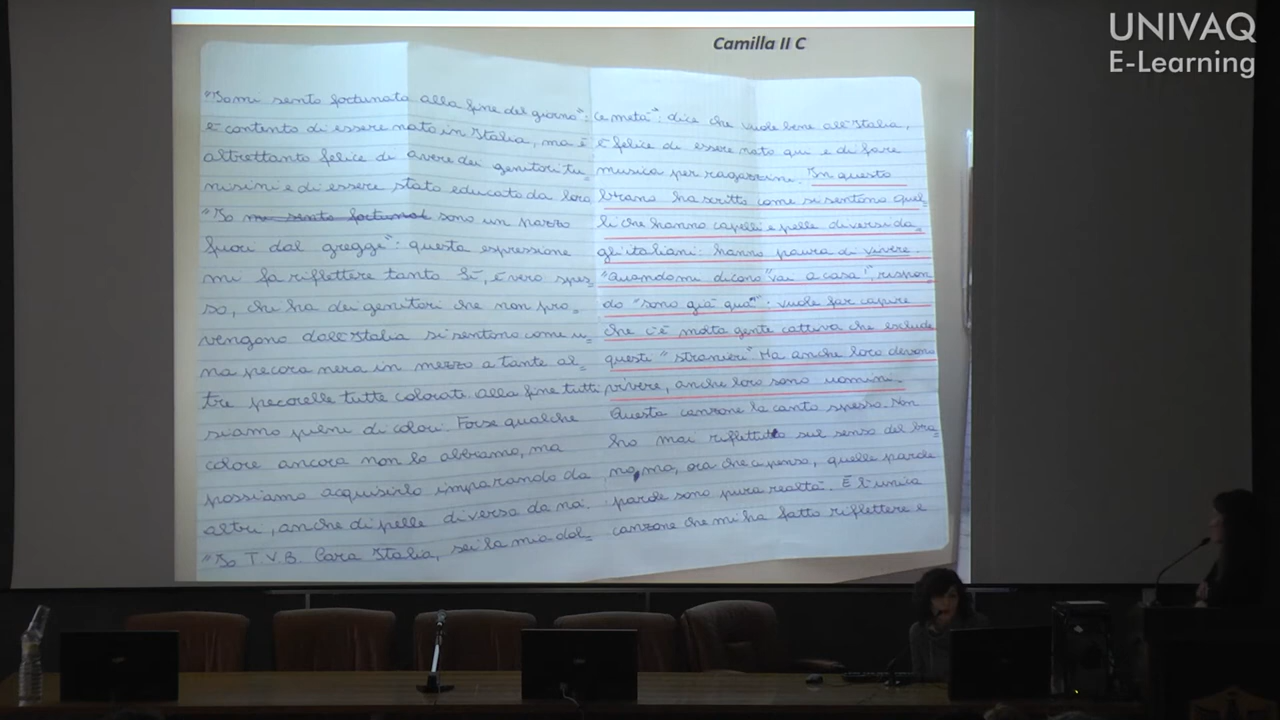 UNIVAQ
E-Learning
Camilla II C
"Io mi sento fortunata alla fine del giorno":
è contento di essere nato in Italia, ma è
altrettanto felice di avere dei genitori tu=
nisini e di essere stato educato da loro
"Io mi sento fortunat sono un pazzo
fuori dal gregge": questa espressione
mi fa riflettere tanto. Sì, è vero spes=
so, chi ha dei genitori che non pro=
vengono dall'Italia si sentono come u=
na pecora nera in mezzo a tante al=
tre pecorelle tutte colorati. alla fine tutti
siamo pieni di colori. Forse qualche
colore ancora non lo abbiamo, ma
possiamo acquisirlo imparando da
altri, anche di pelle diversa da noi.
"Io T.V.B. Cara Italia, sei la mia dol=
ce metà": dice che vuole bene all'Italia,
è felice di essere nato qui e di fare
musica per ragazzine. In questo
brano ha scritto come si sentono quel=
li che hanno capelli e pelle diversi da=
gli italiani: hanno paura di vivere.
"Quando mi dicono "vai a casa!", rispon
do "sono già qua": vuole far capire
che c'è molta gente cattiva che esclude
questi "stranieri" Ma anche loro devono
vivere, anche loro sono uomini.
Questa canzone la canto spesso. Non
ho mai riflettuto sul senso del bra=
no, ma, ora che ci penso, quelle parole
parole sono pura realtà. È l'unica
canzone che mi ha fatto riflettere e